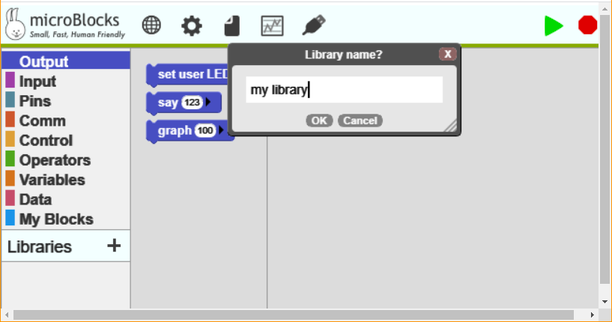 microBlocks
Small, Fast, Human Friendly
Library name?
X
my library
OK Cancel
Output
Input
Pins
Comm
Control
Operators
Variables
Data
My Blocks
Libraries +
set user LED
say 123
graph 100